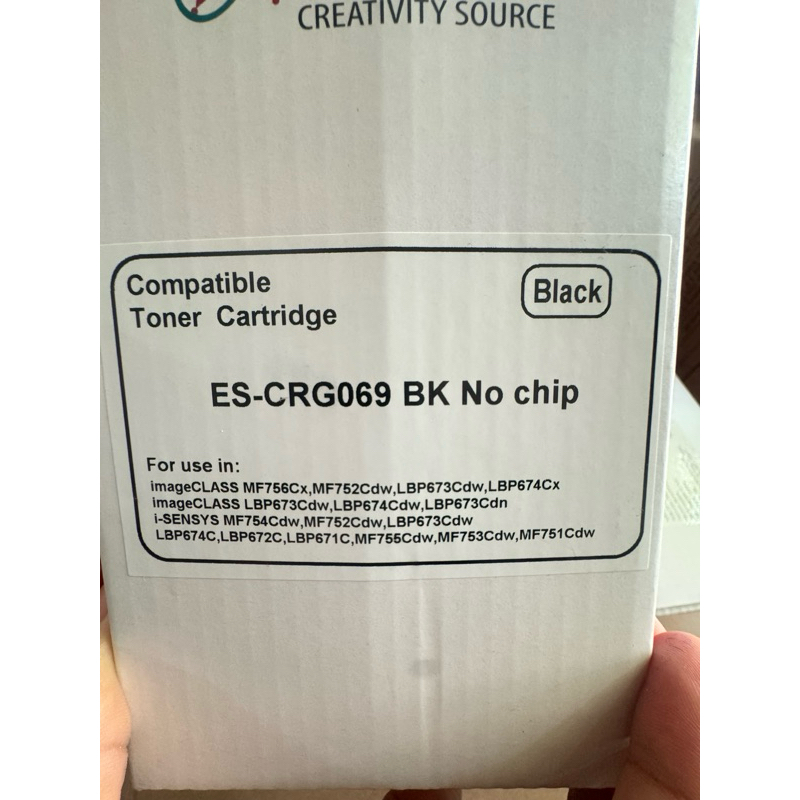 CREATIVITY SOURCE
Compatible
Toner Cartridge
Black
ES-CRG069 BK No chip
For use in:
imageCLASS MF756Cx,MF752Cdw,LBP673Cdw,LBP674Cx
imageCLASS LBP673Cdw,LBP674Cdw,LBP673Cdn
i-SENSYS MF754Cdw,MF752Cdw,LBP673Cdw
LBP674C,LBP672C,LBP671C,MF755Cdw,MF753Cdw,MF751Cdw